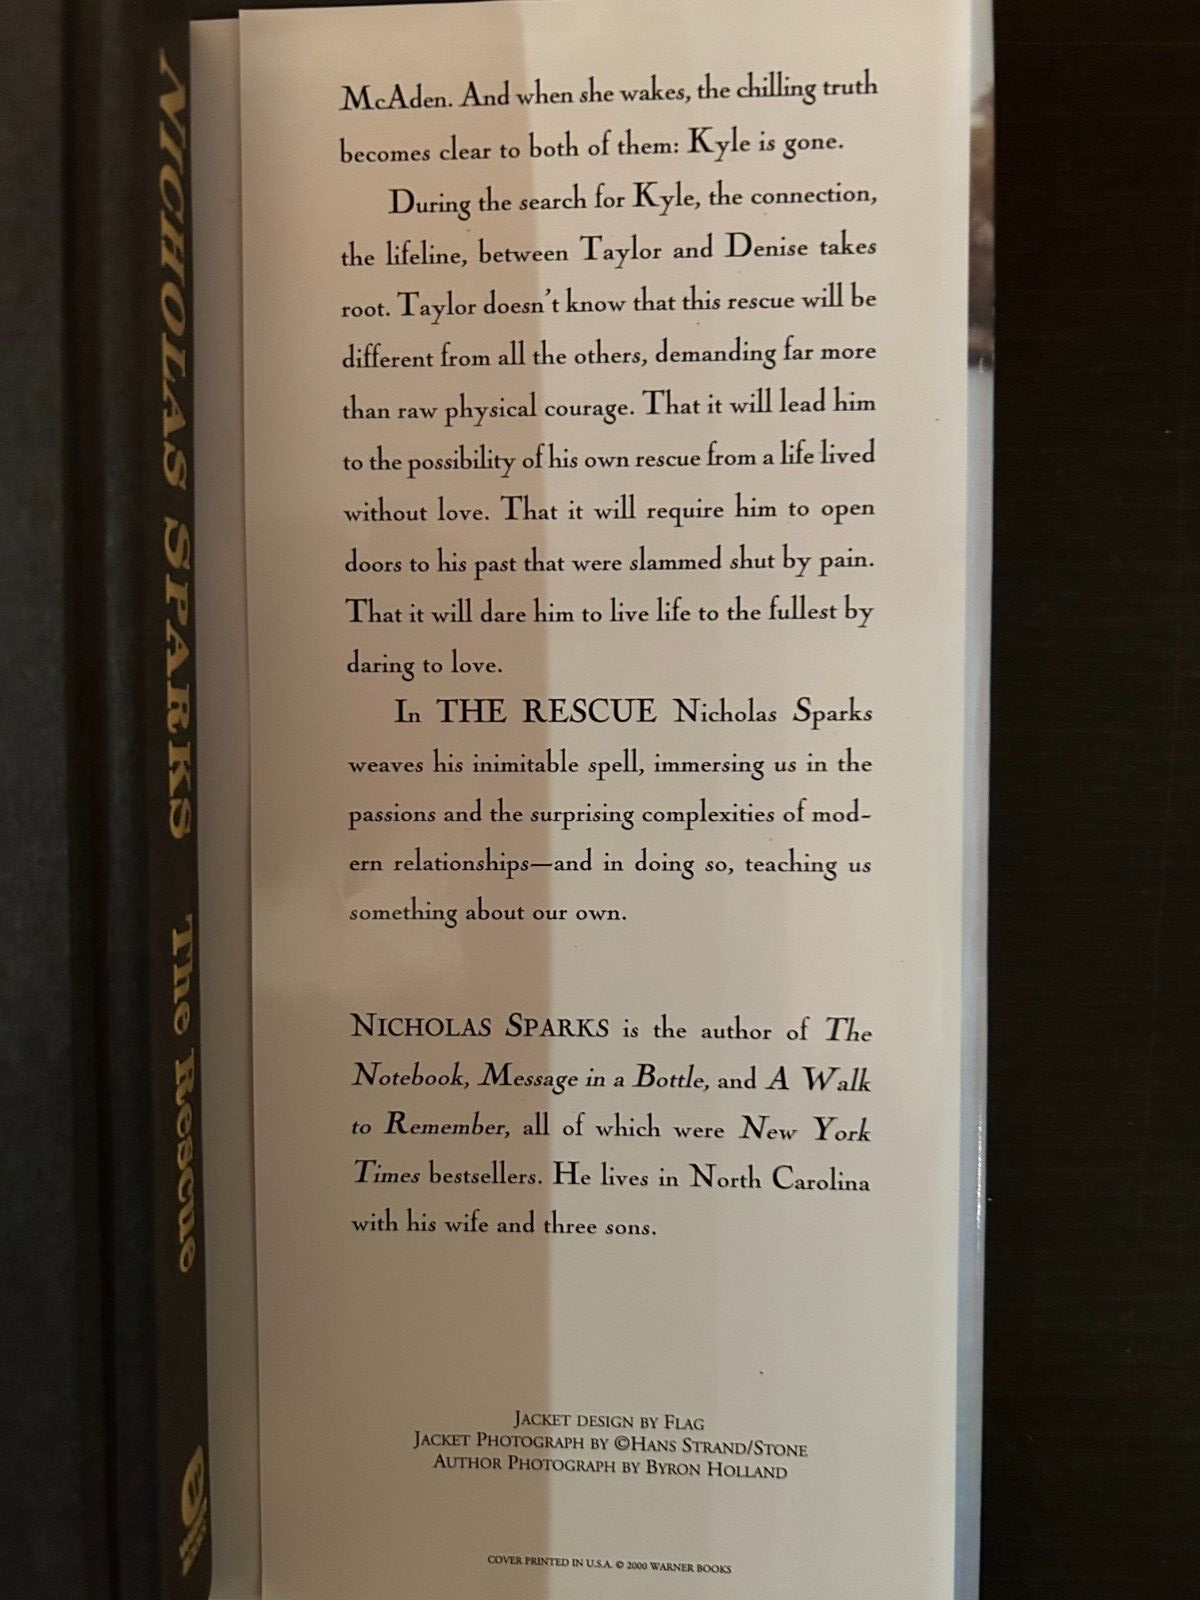 NICHOLAS SPARKS The Rescue
McAden. And when she wakes, the chilling truth
becomes clear to both of them: Kyle is gone.
During the search for Kyle, the connection,
the lifeline, between Taylor and Denise takes
root. Taylor doesn't know that this rescue will be
different from all the others, demanding far more
than raw physical courage. That it will lead him
to the possibility of his own rescue from a life lived
without love. That it will require him to open
doors to his past that were slammed shut by pain.
That it will dare him to live life to the fullest by
daring to love.
In THE RESCUE Nicholas Sparks
weaves his inimitable spell, immersing us in the
passions and the surprising complexities of mod-
ern relationships—and in doing so, teaching us
something about our own.
NICHOLAS SPARKS is the author of The
Notebook, Message in a Bottle, and A Walk
to Remember, all of which were New York
Times bestsellers. He lives in North Carolina
with his wife and three sons.
JACKET DESIGN BY FLAG
JACKET PHOTOGRAPH BY ©HANS STRAND/STONE
AUTHOR PHOTOGRAPH BY BYRON HOLLAND
COVER PRINTED IN U.S.A. © 2000 WARNER BOOKS